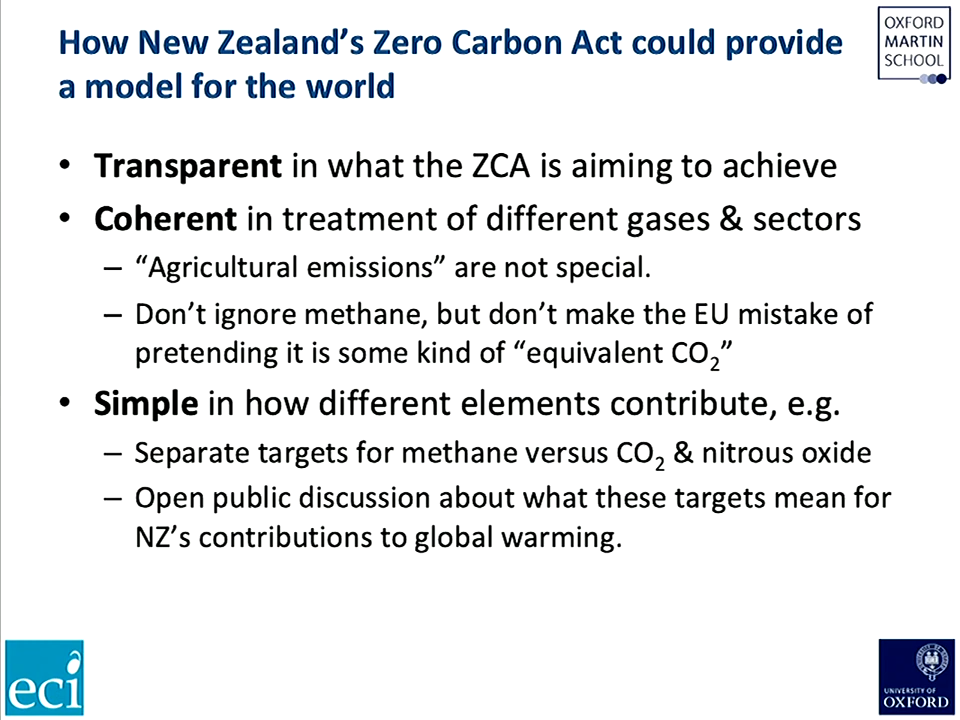 How New Zealand’s Zero Carbon Act could provide
a model for the world
OXFORD
MARTIN
SCHOOL
• Transparent in what the ZCA is aiming to achieve
• Coherent in treatment of different gases & sectors
– “Agricultural emissions” are not special.
– Don’t ignore methane, but don’t make the EU mistake of
pretending it is some kind of “equivalent CO₂”
• Simple in how different elements contribute, e.g.
– Separate targets for methane versus CO₂ & nitrous oxide
– Open public discussion about what these targets mean for
NZ’s contributions to global warming.
eci
UNIVERSITY OF
OXFORD